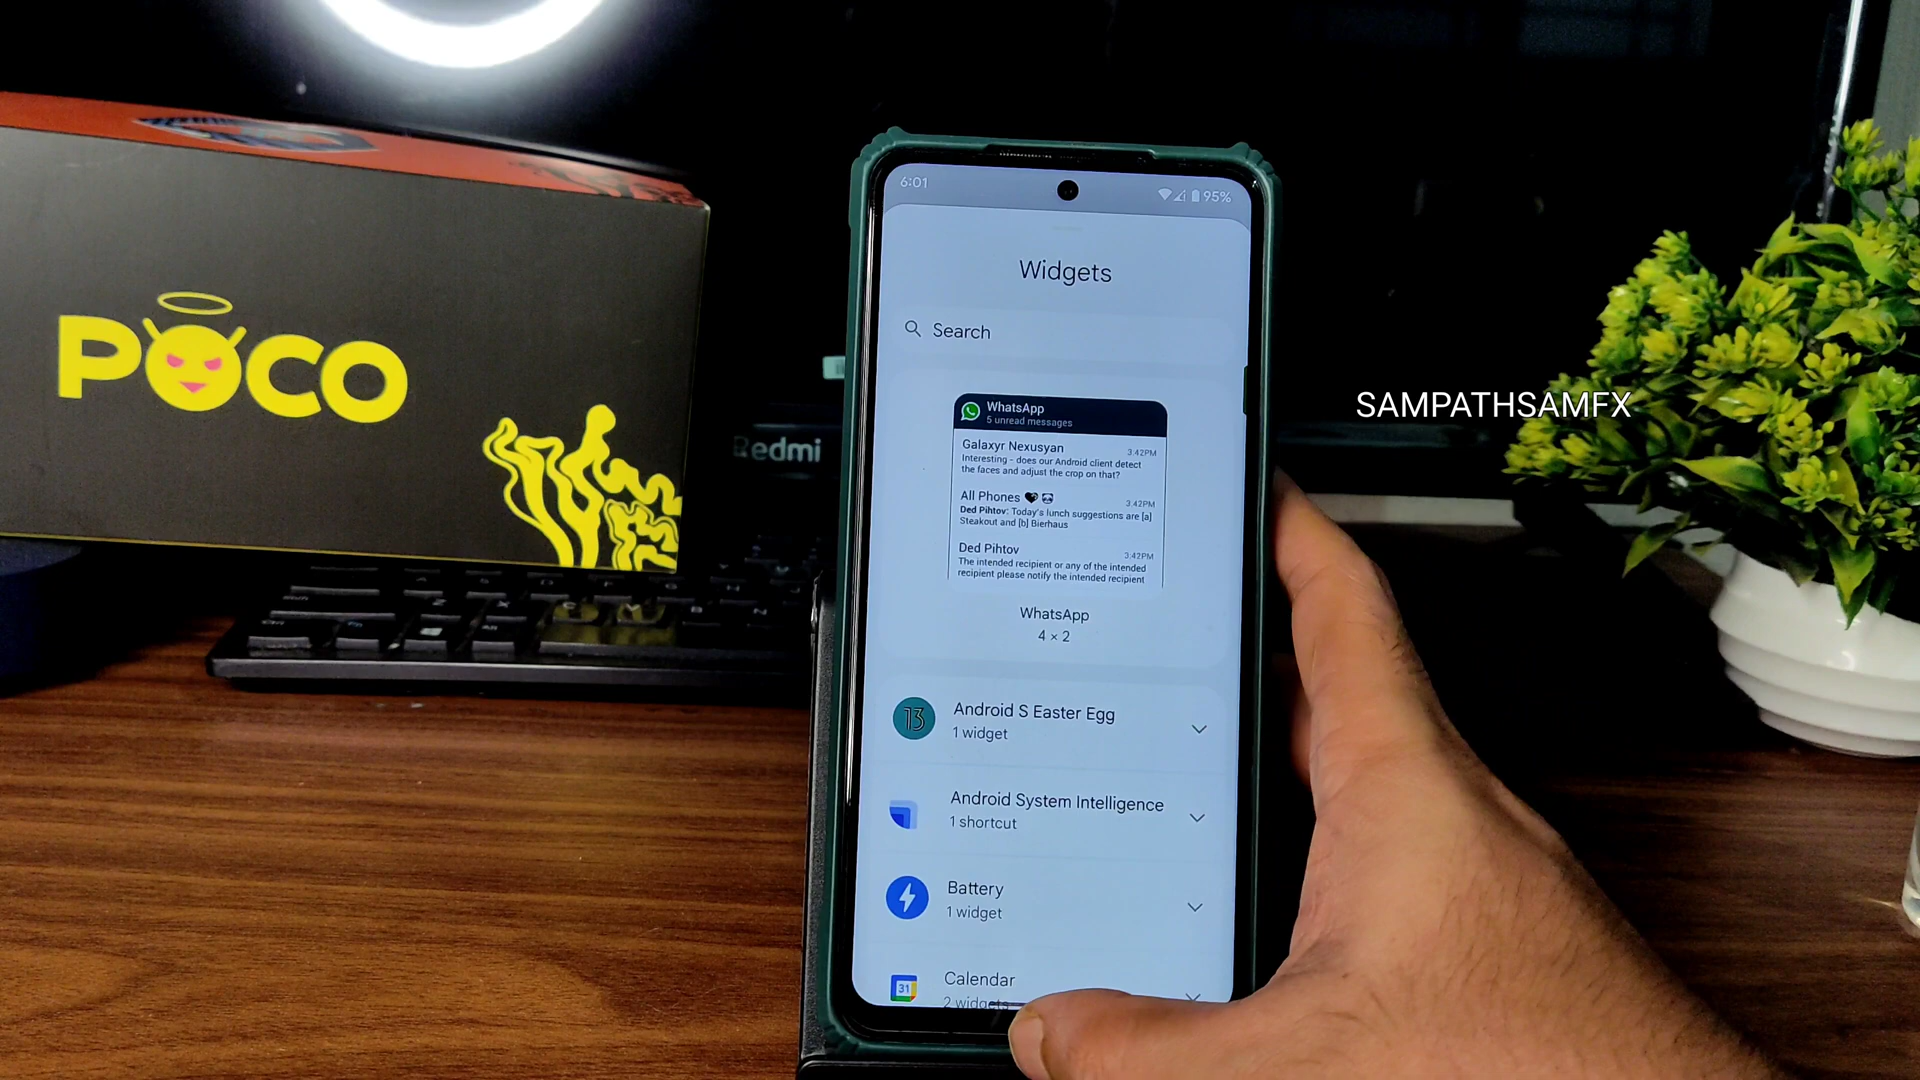 POCO
Redmi
SAMPATHSAMFX
6:01
95%
Widgets
Search
WhatsApp
5 unread messages
Galaxyr Nexusyan
3:42PM
Interesting - does our Android client detect
the faces and adjust the crop on that?
All Phones
3:42PM
Ded Pihtov: Today's lunch suggestions are [a]
Steakout and [b] Bierhaus
Ded Pihtov
3:42PM
The intended recipient or any of the intended
recipient please notify the intended recipient
WhatsApp
4 × 2
13
Android S Easter Egg
1 widget
Android System Intelligence
1 shortcut
Battery
1 widget
31
Calendar
2 widgets